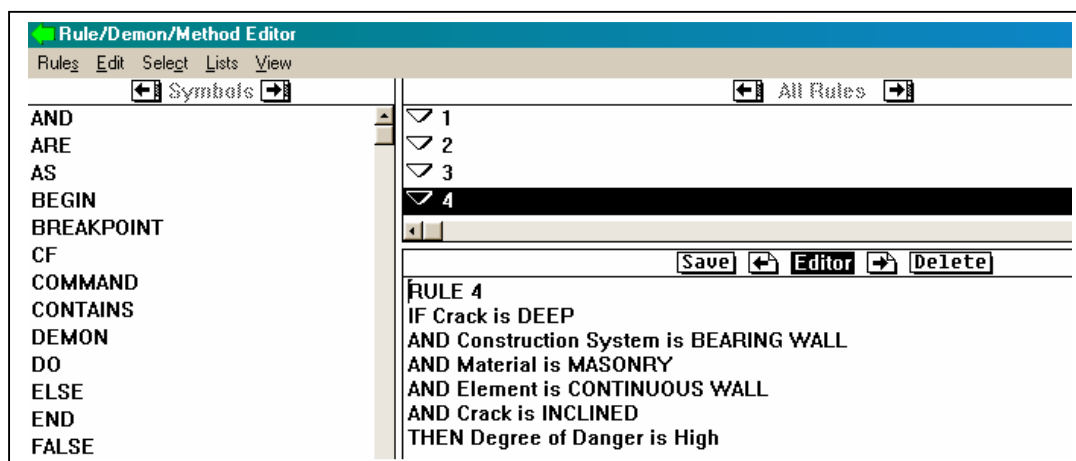 Rule/Demon/Method Editor
Rules Edit Select Lists View
Symbols
AND
ARE
AS
BEGIN
BREAKPOINT
CF
COMMAND
CONTAINS
DEMON
DO
ELSE
END
FALSE
All Rules
1
2
3
4
Save Editor Delete
RULE 4
IF Crack is DEEP
AND Construction System is BEARING WALL
AND Material is MASONRY
AND Element is CONTINUOUS WALL
AND Crack is INCLINED
THEN Degree of Danger is High